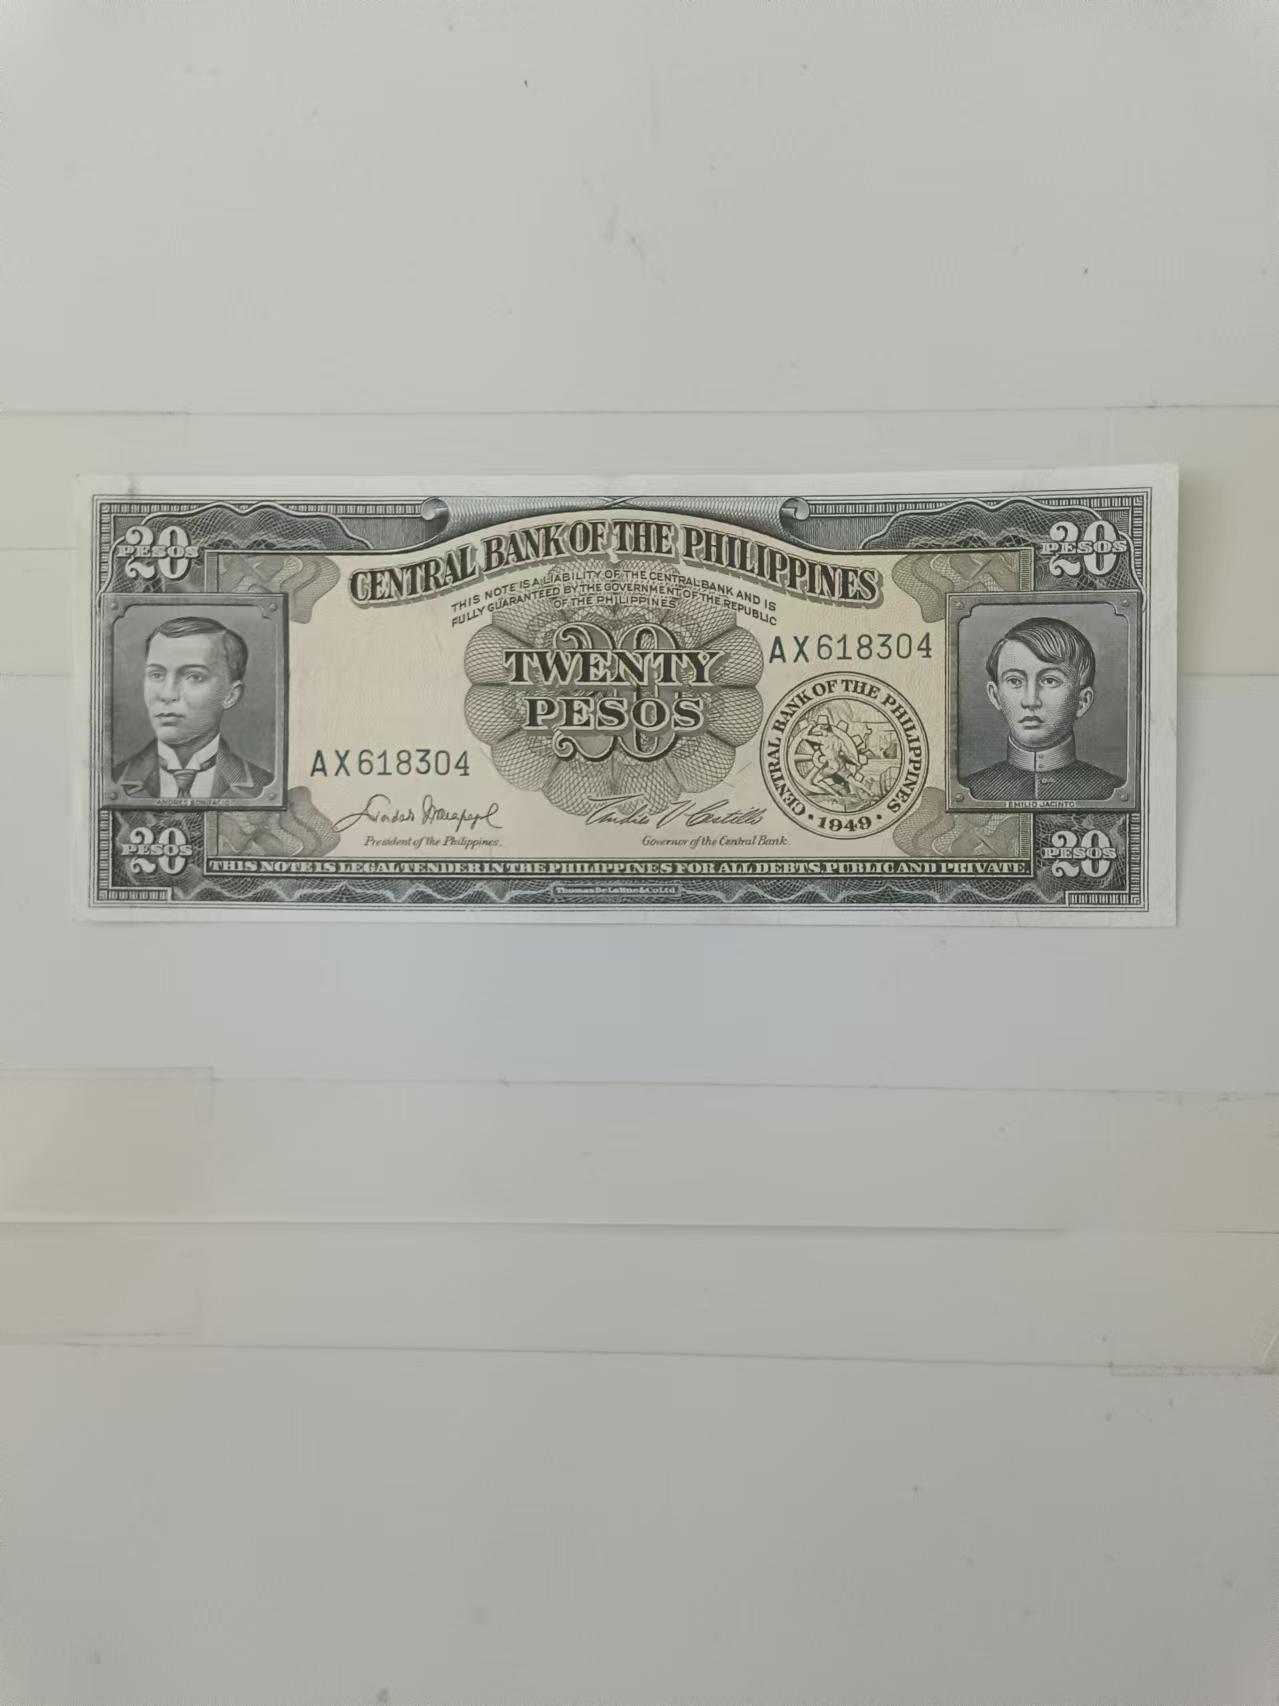 20
PESOS
20
PESOS
CENTRAL BANK OF THE PHILIPPINES
THIS NOTE IS A LIABILITY OF THE CENTRAL BANK AND IS
FULLY GUARANTEED BY THE GOVERNMENT OF THE REPUBLIC
OF THE PHILIPPINES
20
TWENTY
PESOS
AX618304
CENTRAL BANK OF THE PHILIPPINES
1949
AX618304
ANDRES BONIFACIO
EMILIO JACINTO
President of the Philippines.
Governor of the Central Bank.
20
PESOS
20
PESOS
THIS NOTE IS LEGAL TENDER IN THE PHILIPPINES FOR ALL DEBTS PUBLIC AND PRIVATE.
Thomas De La Rue & Co Ltd